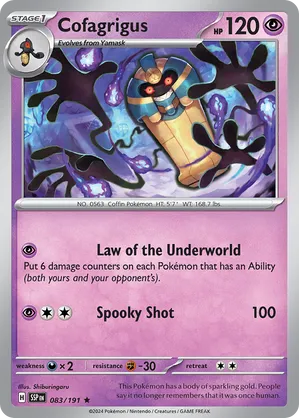 STAGE 1
Cofagrigus
HP 120
Evolves from Yamask
NO. 0563 Coffin Pokémon HT: 5'7" WT: 168.7 lbs.
Law of the Underworld
Put 6 damage counters on each Pokémon that has an Ability
(both yours and your opponent's).
Spooky Shot 100
weakness ×2 resistance -30 retreat
Illus. Shiburingaru
H SSP EN 083/191 ★
This Pokémon has a body of sparkling gold. People
say it no longer remembers that it was once human.
©2024 Pokémon / Nintendo / Creatures / GAME FREAK